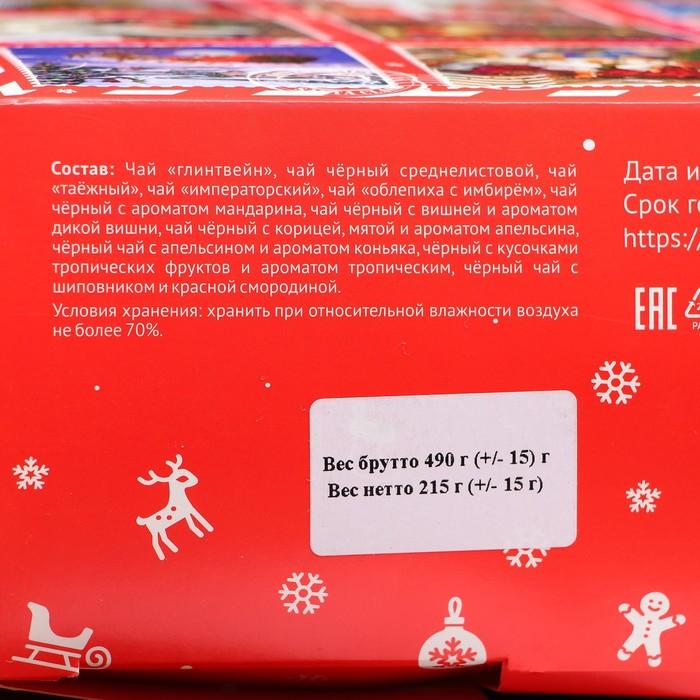 Состав: Чай «глинтвейн», чай чёрный среднелистовой, чай
«таёжный», чай «императорский», чай «облепиха с имбирём», чай
чёрный с ароматом мандарина, чай чёрный с вишней и ароматом
дикой вишни, чай чёрный с корицей, мятой и ароматом апельсина,
чёрный чай с апельсином и ароматом коньяка, чёрный с кусочками
тропических фруктов и ароматом тропическим, чёрный чай с
шиповником и красной смородиной.
Условия хранения: хранить при относительной влажности воздуха
не более 70%.
Дата и
Срок г
https:/
EAC
Вес брутто 490 г (+/- 15) г
Вес нетто 215 г (+/- 15 г)